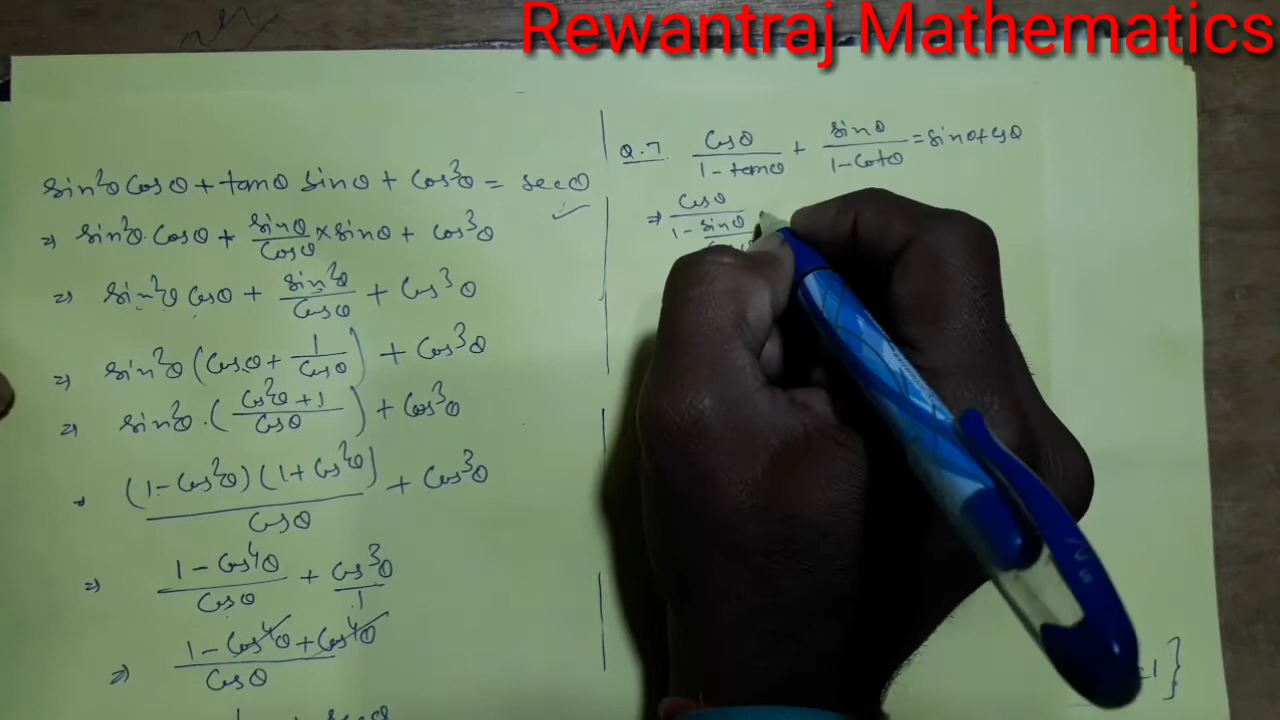 Rewantraj Mathematics
sin²θ cosθ + tanθ sinθ + cos³θ = secθ
⇒ sin²θ·cosθ + sinθ/cosθ × sinθ + cos³θ
⇒ sin²θ cosθ + sin²θ/cosθ + cos³θ
⇒ sin²θ (cosθ + 1/cosθ) + cos³θ
⇒ sin²θ·((cos²θ + 1)/cosθ) + cos³θ
⇒ (1 - cos²θ)(1 + cos²θ)/cosθ + cos³θ
⇒ (1 - cos⁴θ)/cosθ + cos³θ/1
⇒ (1 - cos⁴θ + cos⁴θ)/cosθ
Q.7 cosθ/(1 - tanθ) + sinθ/(1 - cotθ) = sinθ + cosθ
⇒ cosθ/(1 - sinθ/